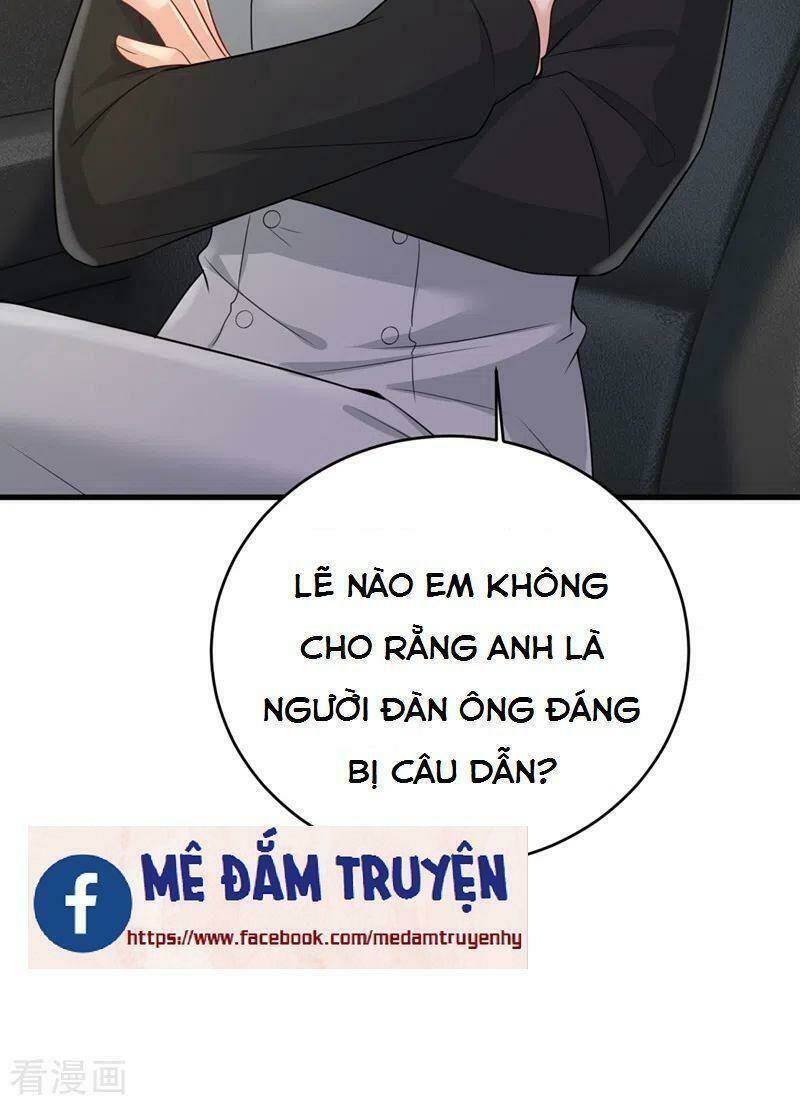 LẼ NÀO EM KHÔNG
CHO RẰNG ANH LÀ
NGƯỜI ĐÀN ÔNG ĐÁNG
BỊ CÂU DẪN?
f MÊ ĐẮM TRUYỆN
https://www.facebook.com/medamtruyenhy
看漫画